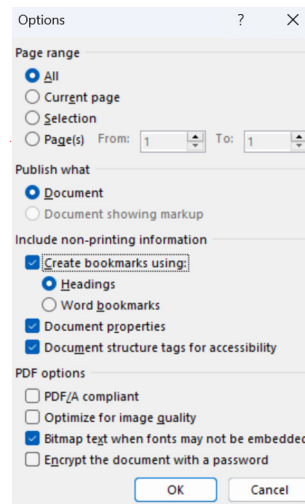 Options ? ×
Page range
All
Current page
Selection
Page(s) From: 1 To: 1
Publish what
Document
Document showing markup
Include non-printing information
Create bookmarks using:
Headings
Word bookmarks
Document properties
Document structure tags for accessibility
PDF options
PDF/A compliant
Optimize for image quality
Bitmap text when fonts may not be embedded
Encrypt the document with a password
OK Cancel